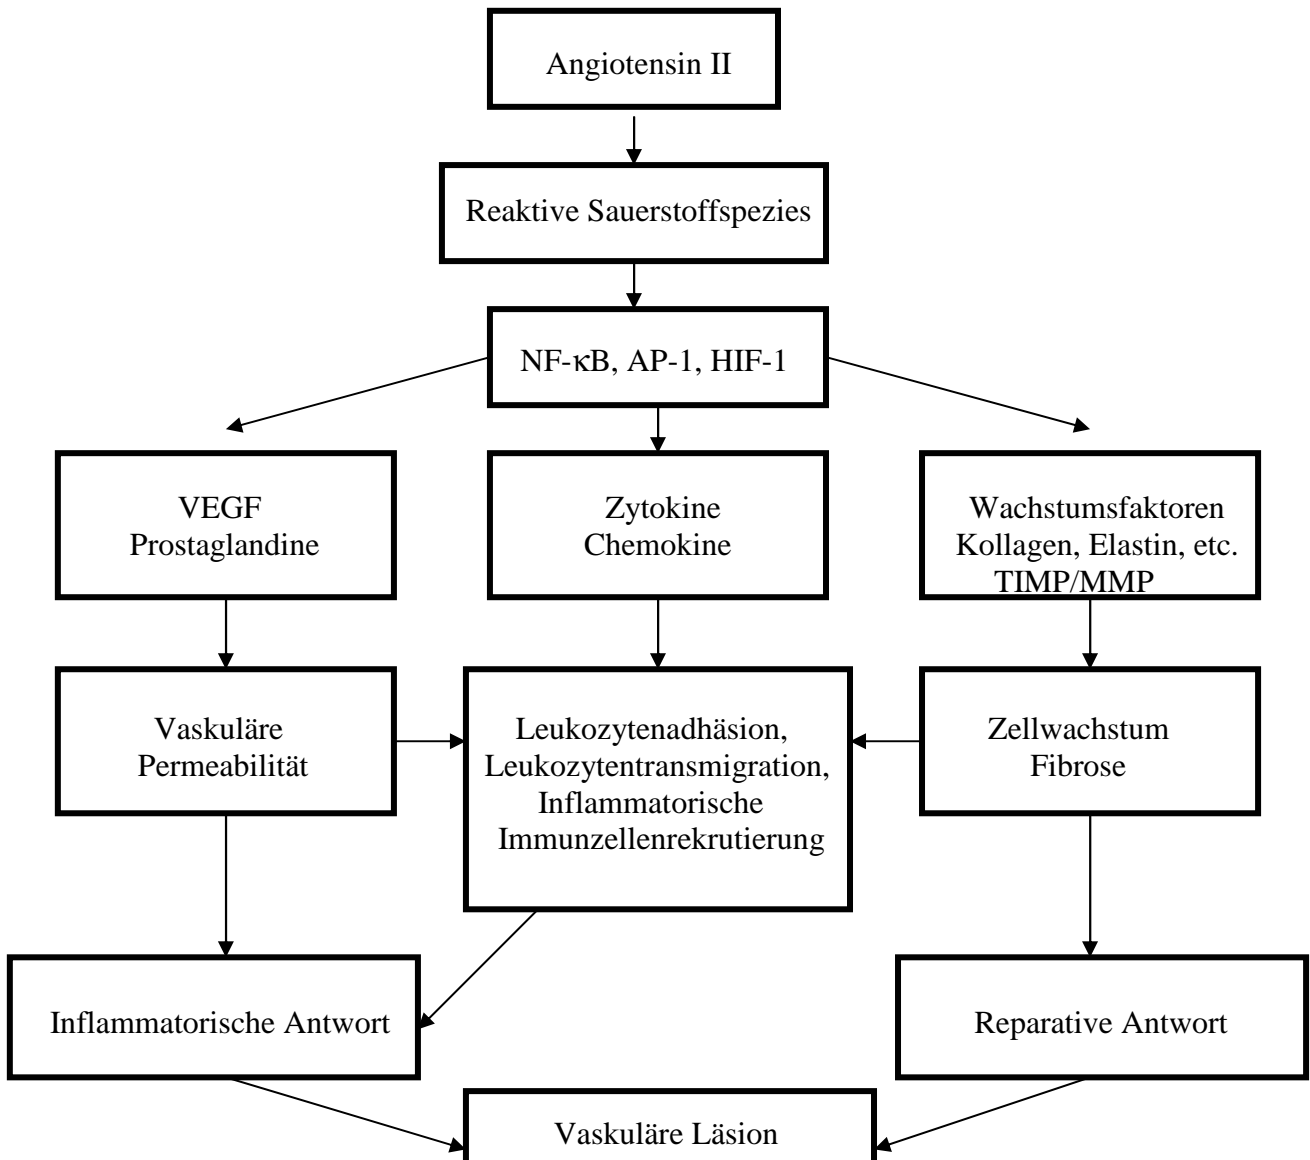 Angiotensin II
Reaktive Sauerstoffspezies
NF-κB, AP-1, HIF-1
VEGF
Prostaglandine
Zytokine
Chemokine
Wachstumsfaktoren
Kollagen, Elastin, etc.
TIMP/MMP
Vaskuläre
Permeabilität
Leukozytenadhäsion,
Leukozytentransmigration,
Inflammatorische
Immunzellenrekrutierung
Zellwachstum
Fibrose
Inflammatorische Antwort
Reparative Antwort
Vaskuläre Läsion